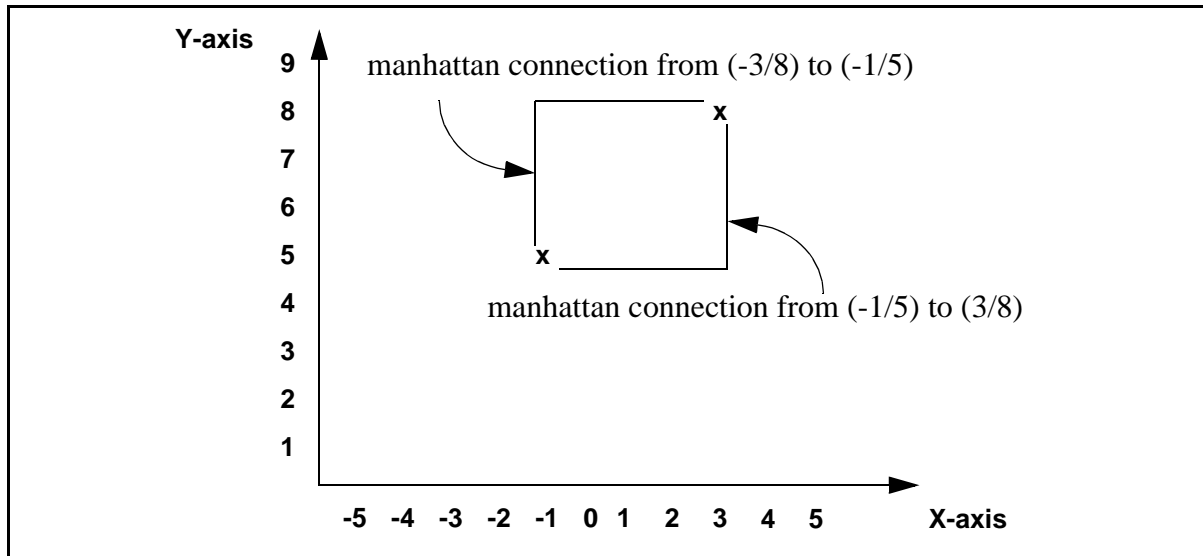 Y-axis
9
manhattan connection from (-3/8) to (-1/5)
8
x
7
6
5
x
4
manhattan connection from (-1/5) to (3/8)
3
2
1
-5 -4 -3 -2 -1 0 1 2 3 4 5 X-axis